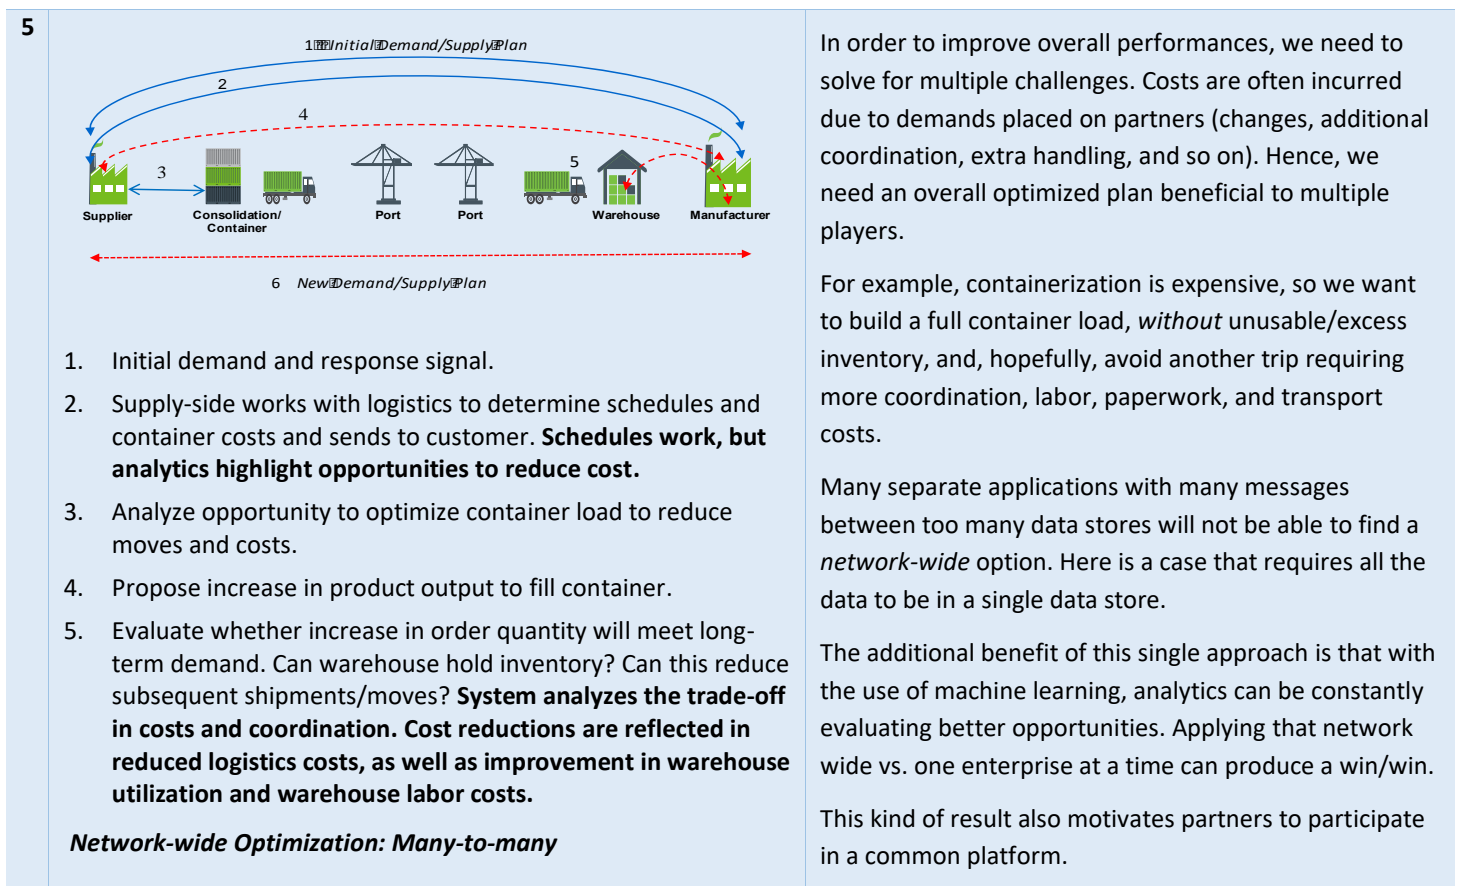 5
1 Initial Demand/Supply Plan
2
4
3
5
Supplier
Consolidation/
Container
Port
Port
Warehouse
Manufacturer
6 New Demand/Supply Plan
1. Initial demand and response signal.
2. Supply-side works with logistics to determine schedules and
container costs and sends to customer. Schedules work, but
analytics highlight opportunities to reduce cost.
3. Analyze opportunity to optimize container load to reduce
moves and costs.
4. Propose increase in product output to fill container.
5. Evaluate whether increase in order quantity will meet long-
term demand. Can warehouse hold inventory? Can this reduce
subsequent shipments/moves? System analyzes the trade-off
in costs and coordination. Cost reductions are reflected in
reduced logistics costs, as well as improvement in warehouse
utilization and warehouse labor costs.
Network-wide Optimization: Many-to-many
In order to improve overall performances, we need to
solve for multiple challenges. Costs are often incurred
due to demands placed on partners (changes, additional
coordination, extra handling, and so on). Hence, we
need an overall optimized plan beneficial to multiple
players.
For example, containerization is expensive, so we want
to build a full container load, without unusable/excess
inventory, and, hopefully, avoid another trip requiring
more coordination, labor, paperwork, and transport
costs.
Many separate applications with many messages
between too many data stores will not be able to find a
network-wide option. Here is a case that requires all the
data to be in a single data store.
The additional benefit of this single approach is that with
the use of machine learning, analytics can be constantly
evaluating better opportunities. Applying that network
wide vs. one enterprise at a time can produce a win/win.
This kind of result also motivates partners to participate
in a common platform.